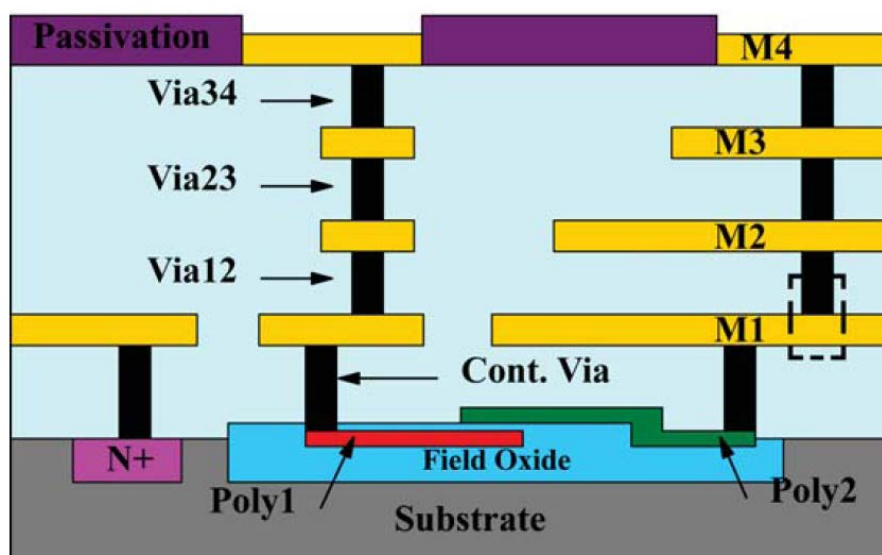 Passivation
M4
Via34
M3
Via23
M2
Via12
M1
Cont. Via
N+
Field Oxide
Poly1
Poly2
Substrate